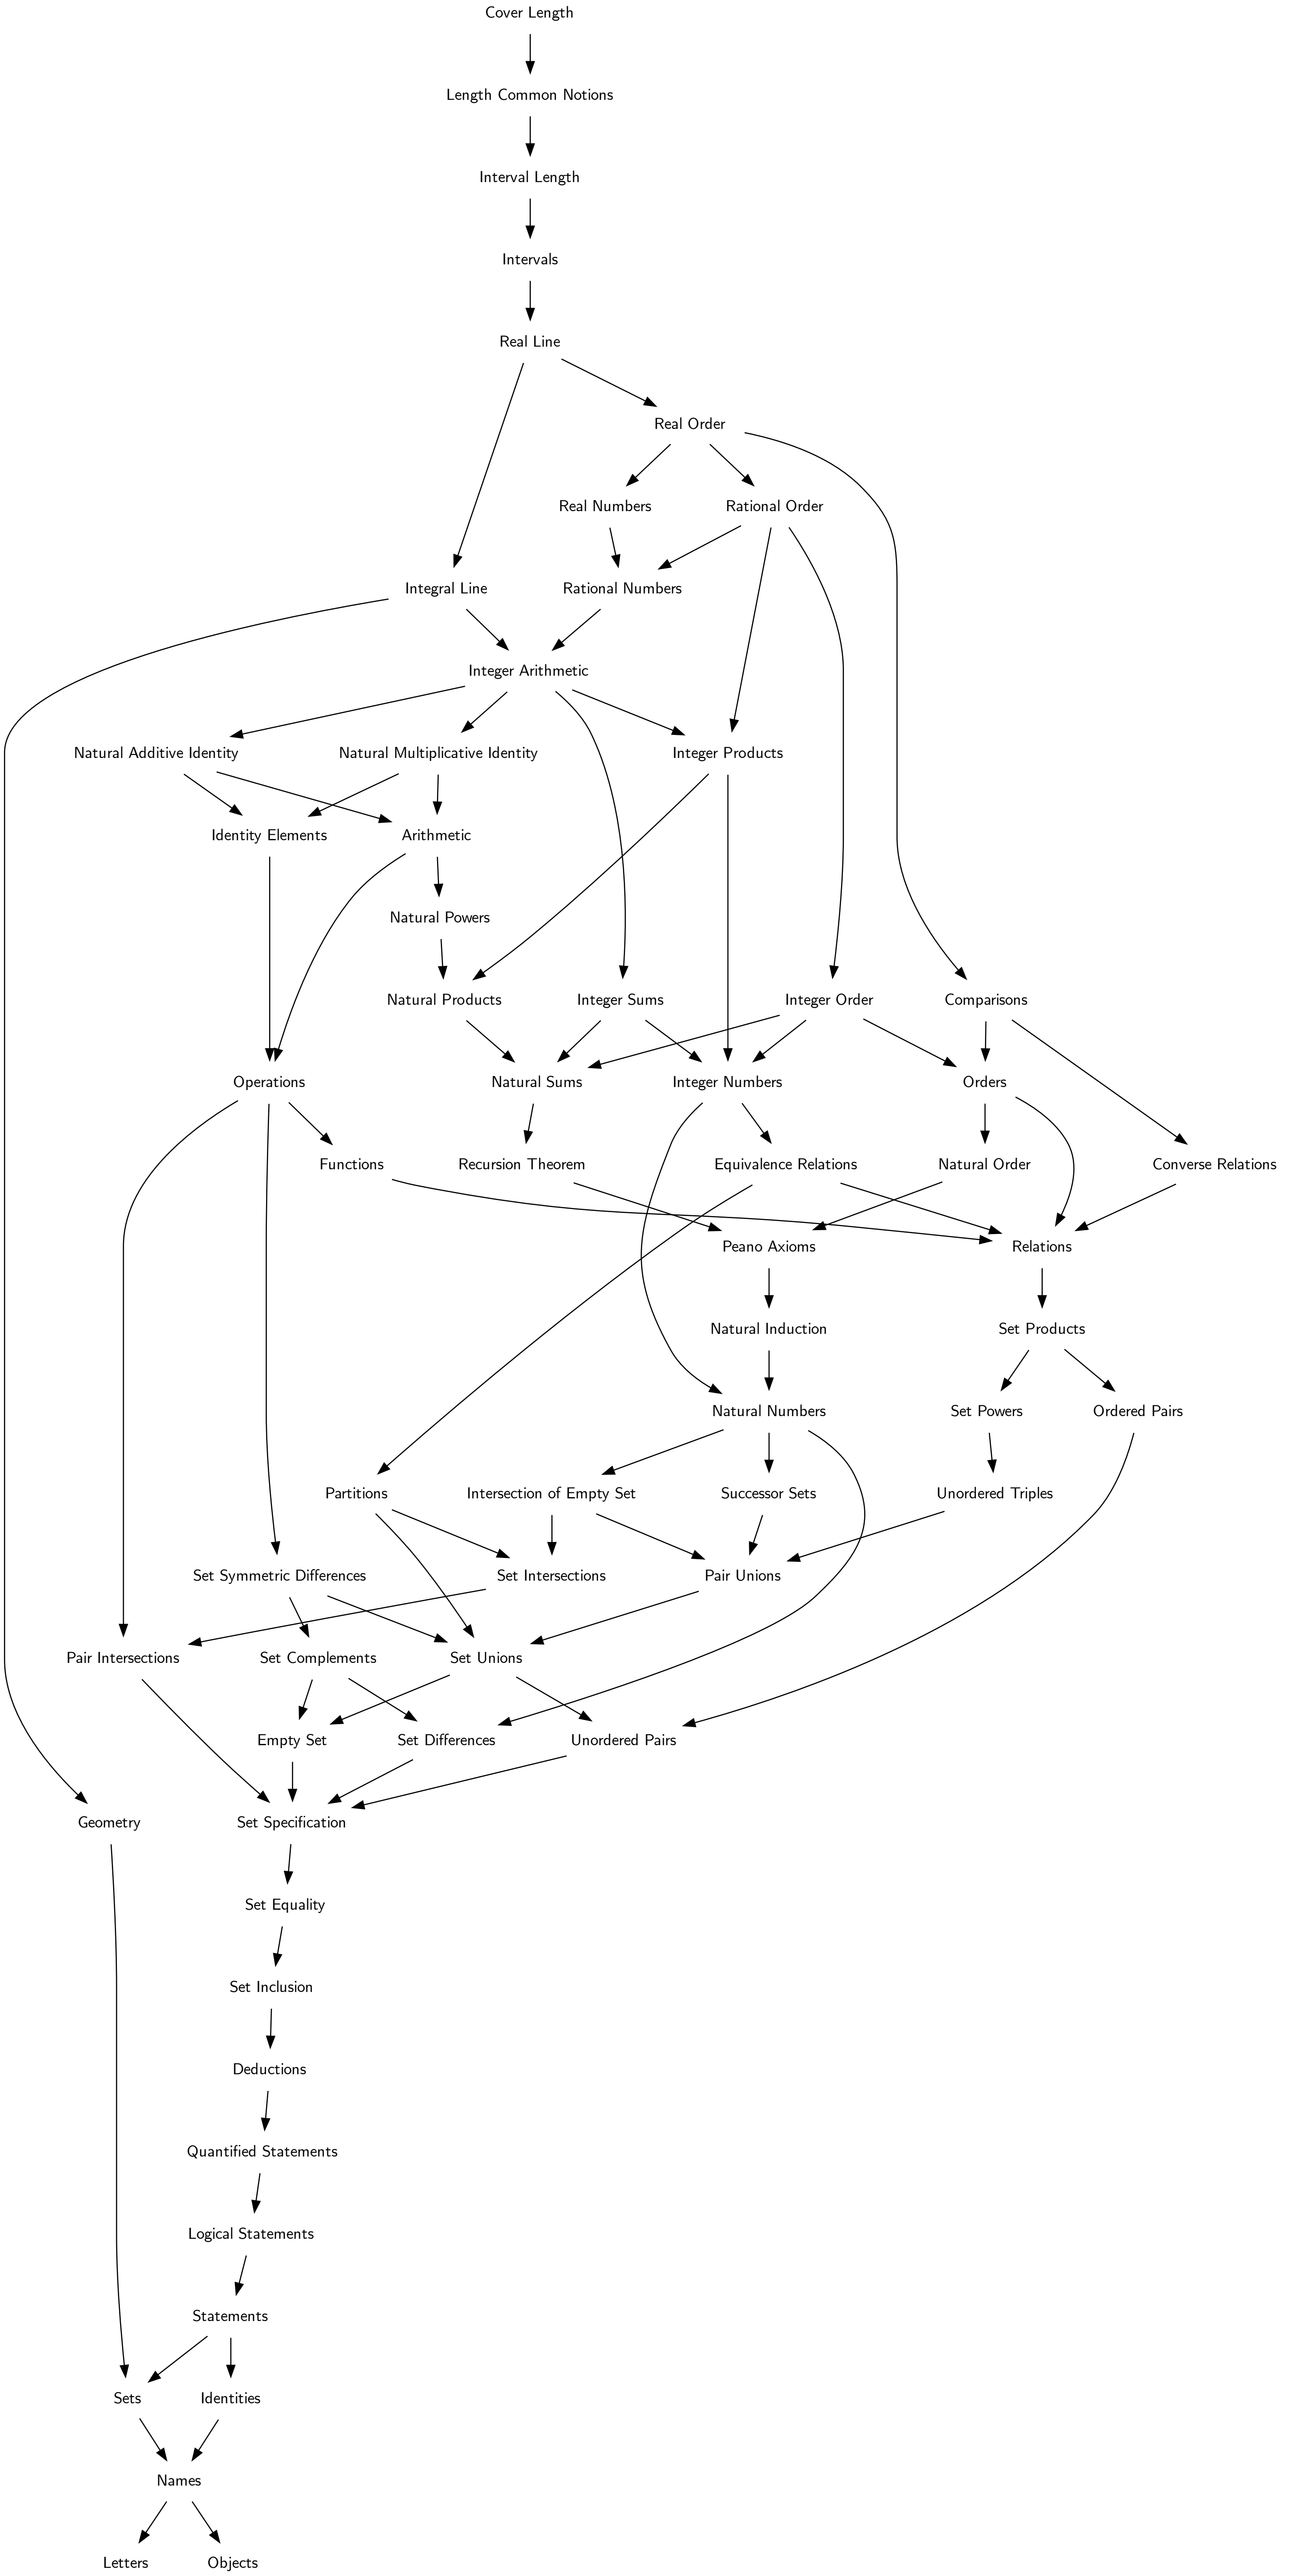 Cover Length
Length Common Notions
Interval Length
Intervals
Real Line
Real Order
Real Numbers
Rational Order
Integral Line
Rational Numbers
Integer Arithmetic
Natural Additive Identity
Natural Multiplicative Identity
Integer Products
Identity Elements
Arithmetic
Natural Powers
Natural Products
Integer Sums
Integer Order
Comparisons
Operations
Natural Sums
Integer Numbers
Orders
Functions
Recursion Theorem
Equivalence Relations
Natural Order
Converse Relations
Peano Axioms
Relations
Natural Induction
Set Products
Natural Numbers
Set Powers
Ordered Pairs
Partitions
Intersection of Empty Set
Successor Sets
Unordered Triples
Set Symmetric Differences
Set Intersections
Pair Unions
Pair Intersections
Set Complements
Set Unions
Empty Set
Set Differences
Unordered Pairs
Geometry
Set Specification
Set Equality
Set Inclusion
Deductions
Quantified Statements
Logical Statements
Statements
Sets
Identities
Names
Letters
Objects